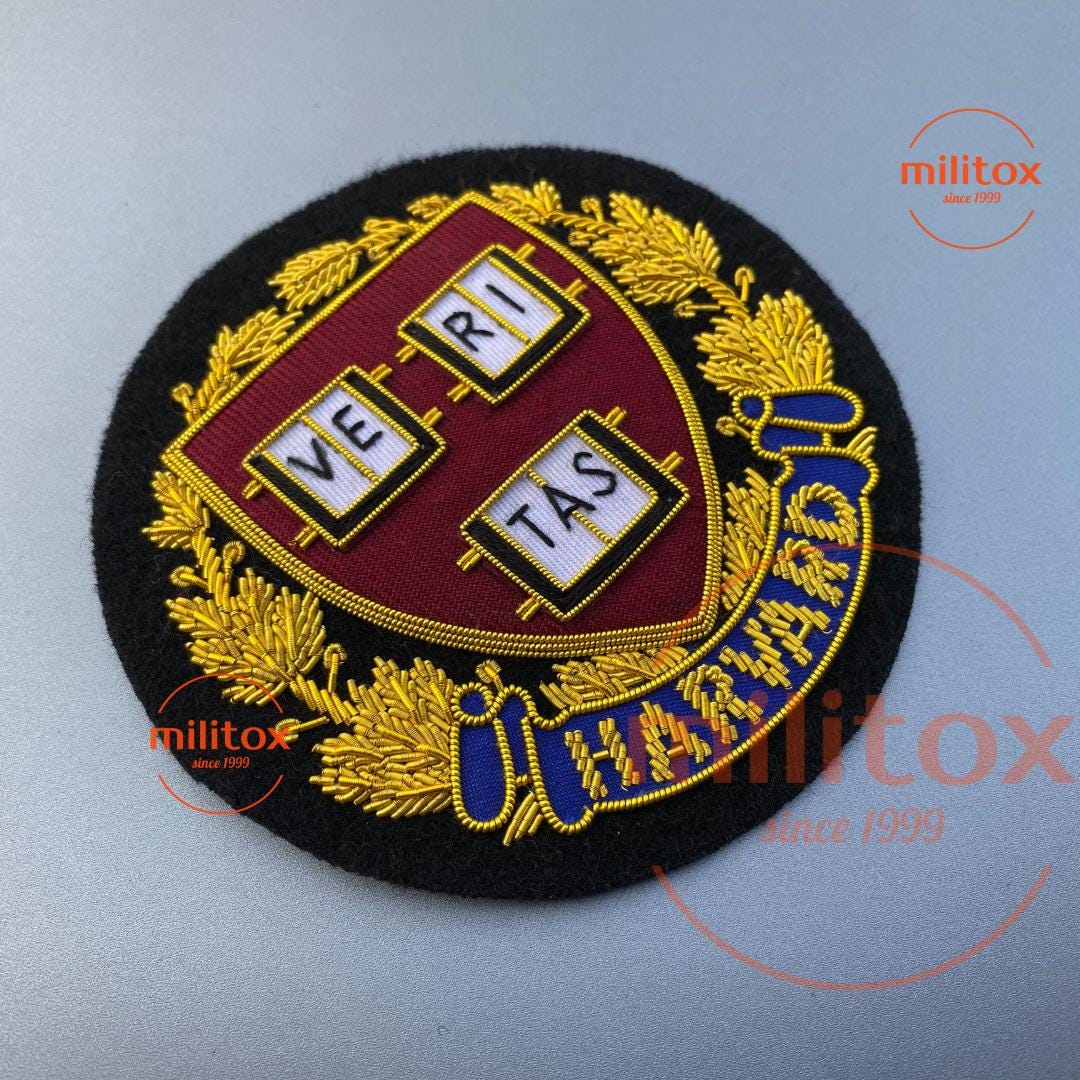 militox
since 1999
RI
VE
TAS
HARVARD
militox
since 1999
militox
since 1999